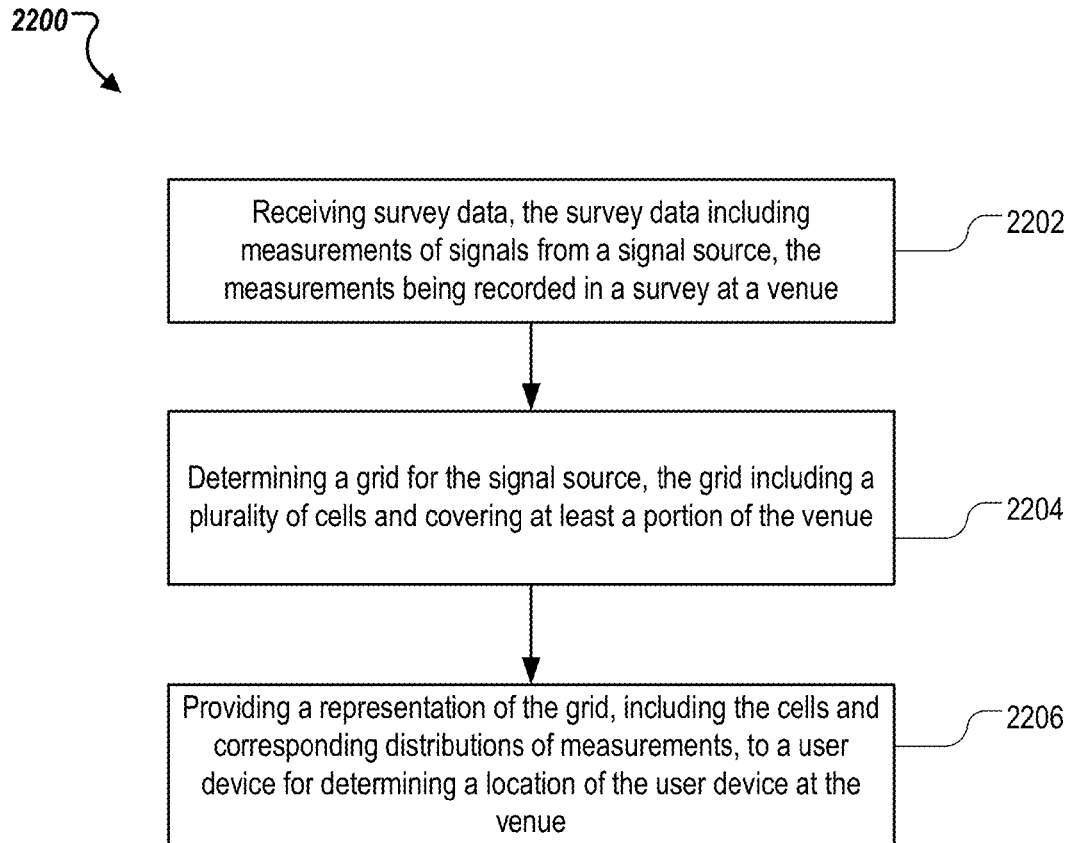 2200
Receiving survey data, the survey data including
measurements of signals from a signal source, the
measurements being recorded in a survey at a venue
2202
Determining a grid for the signal source, the grid including a
plurality of cells and covering at least a portion of the venue
2204
Providing a representation of the grid, including the cells and
corresponding distributions of measurements, to a user
device for determining a location of the user device at the
venue
2206